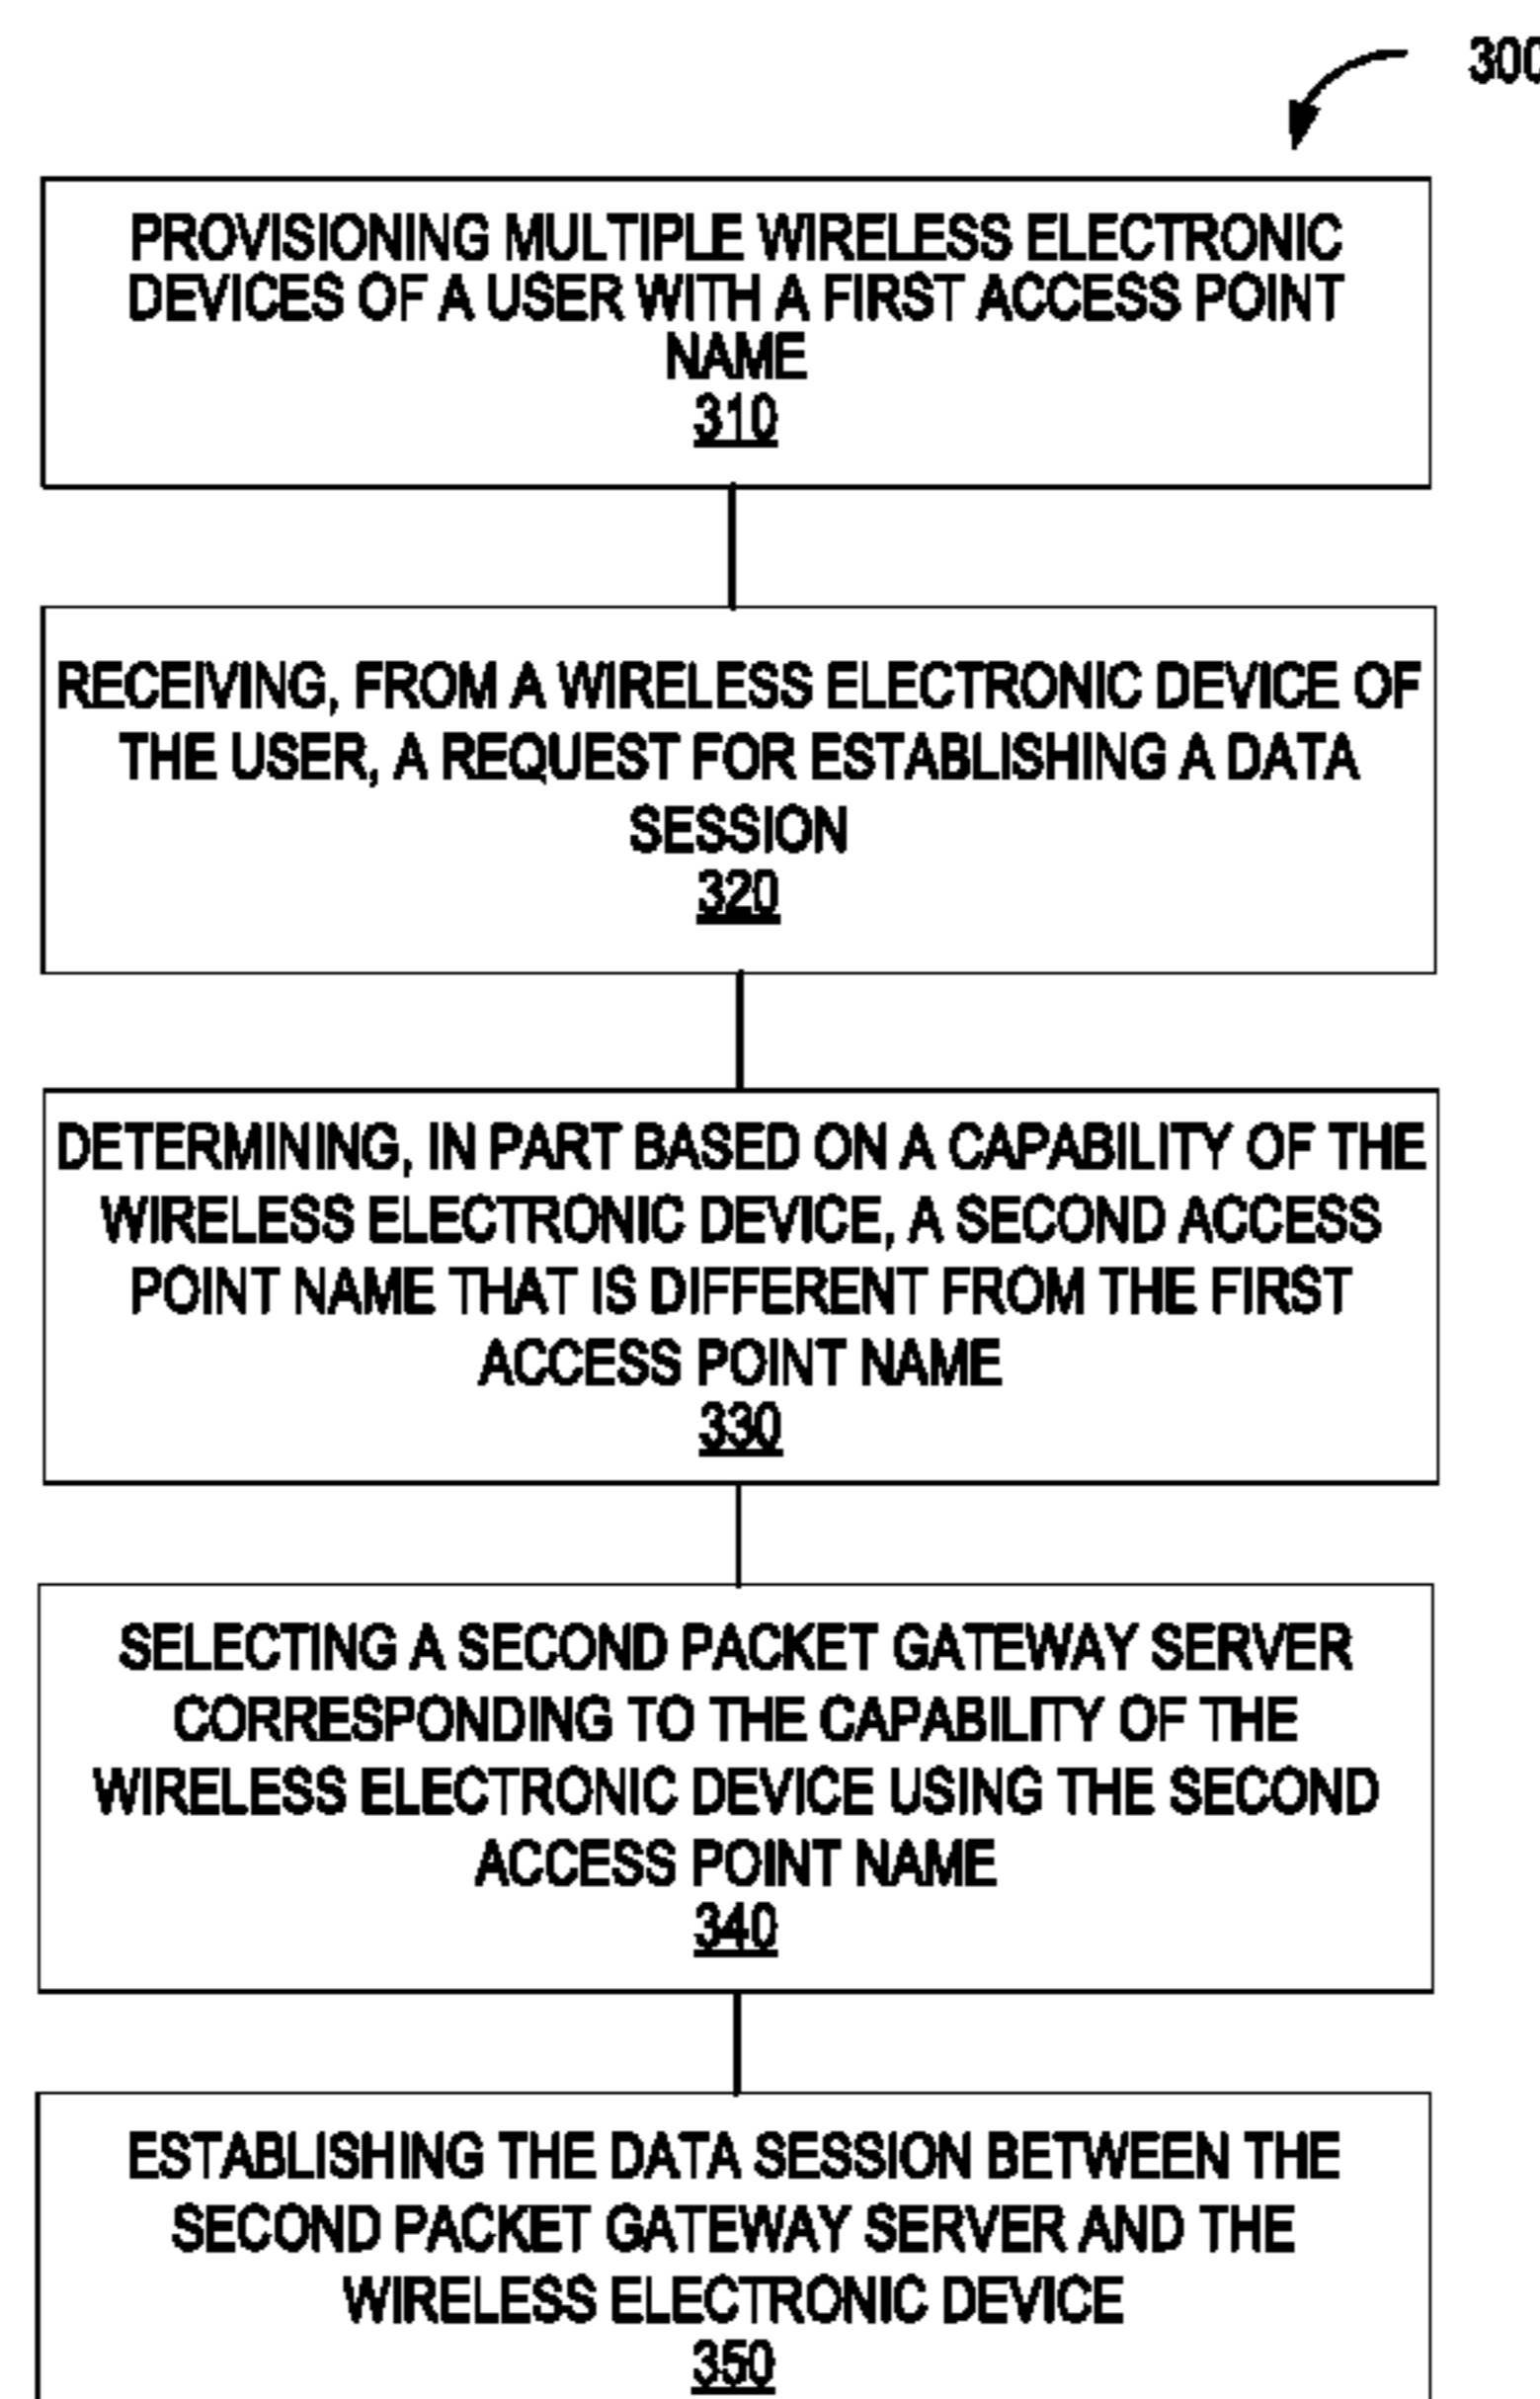 300
PROVISIONING MULTIPLE WIRELESS ELECTRONIC
DEVICES OF A USER WITH A FIRST ACCESS POINT
NAME
310
RECEIVING, FROM A WIRELESS ELECTRONIC DEVICE OF
THE USER, A REQUEST FOR ESTABLISHING A DATA
SESSION
320
DETERMINING, IN PART BASED ON A CAPABILITY OF THE
WIRELESS ELECTRONIC DEVICE, A SECOND ACCESS
POINT NAME THAT IS DIFFERENT FROM THE FIRST
ACCESS POINT NAME
330
SELECTING A SECOND PACKET GATEWAY SERVER
CORRESPONDING TO THE CAPABILITY OF THE
WIRELESS ELECTRONIC DEVICE USING THE SECOND
ACCESS POINT NAME
340
ESTABLISHING THE DATA SESSION BETWEEN THE
SECOND PACKET GATEWAY SERVER AND THE
WIRELESS ELECTRONIC DEVICE
350